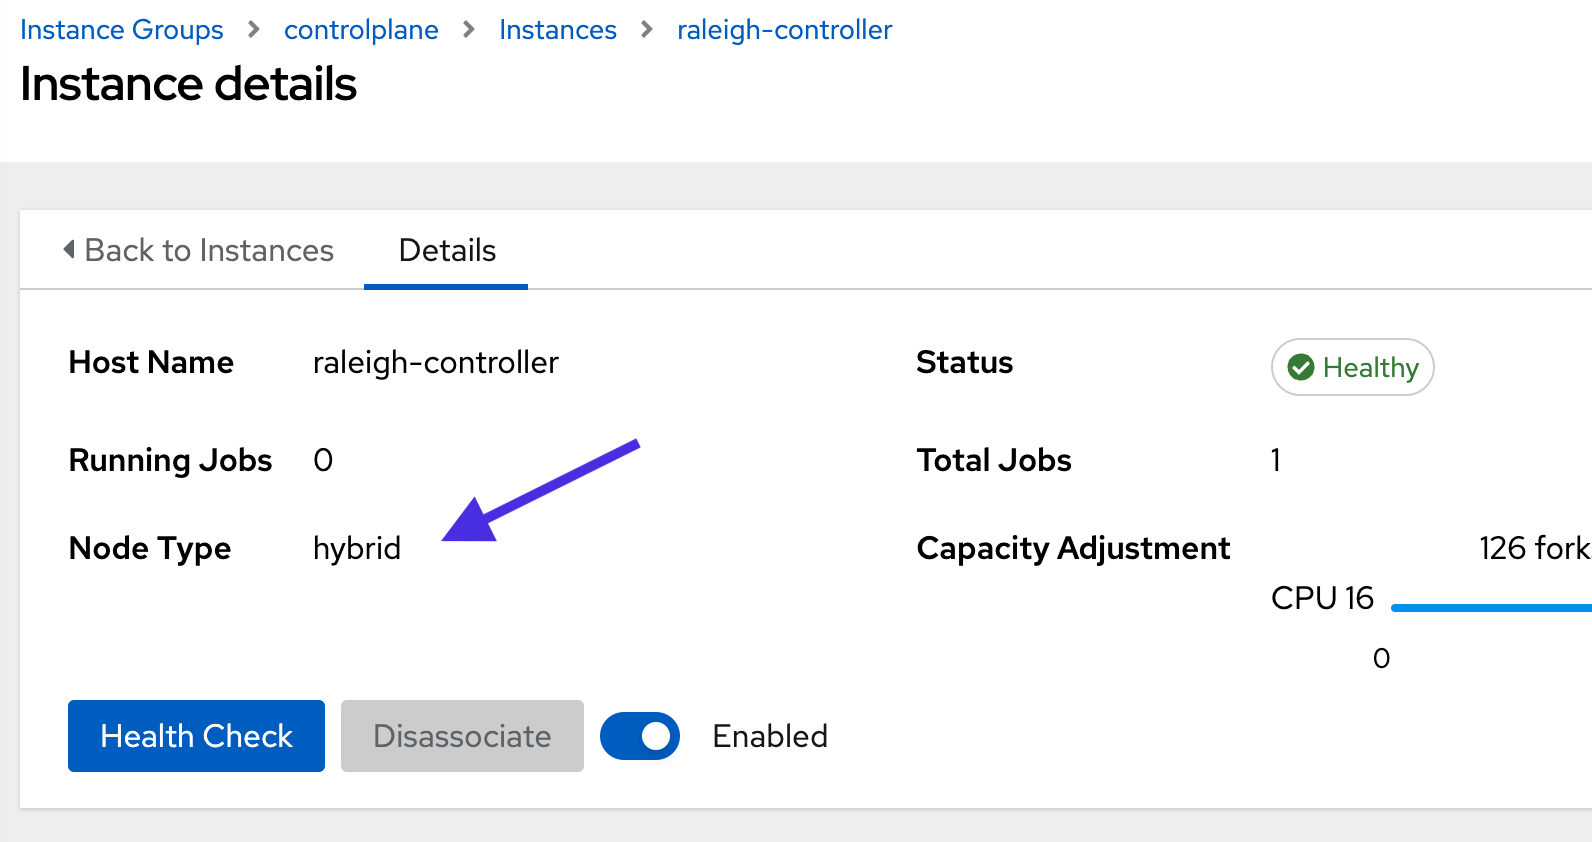 Instance Groups > controlplane > Instances > raleigh-controller
Instance details
Back to Instances Details
Host Name raleigh-controller Status Healthy
Running Jobs 0 Total Jobs 1
Node Type hybrid Capacity Adjustment 126 fork
CPU 16
0
Health Check Disassociate Enabled